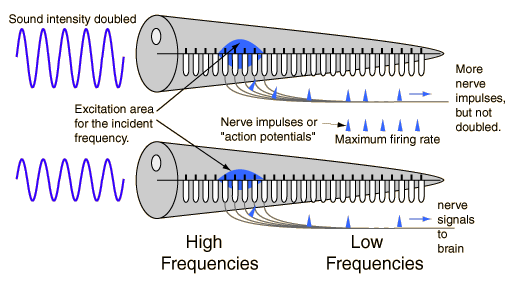 Sound intensity doubled
More
nerve
impulses,
but not
doubled.
Excitation area
for the incident
frequency.
Nerve impulses or
"action potentials"
Maximum firing rate
nerve
signals
to
brain
High
Frequencies
Low
Frequencies